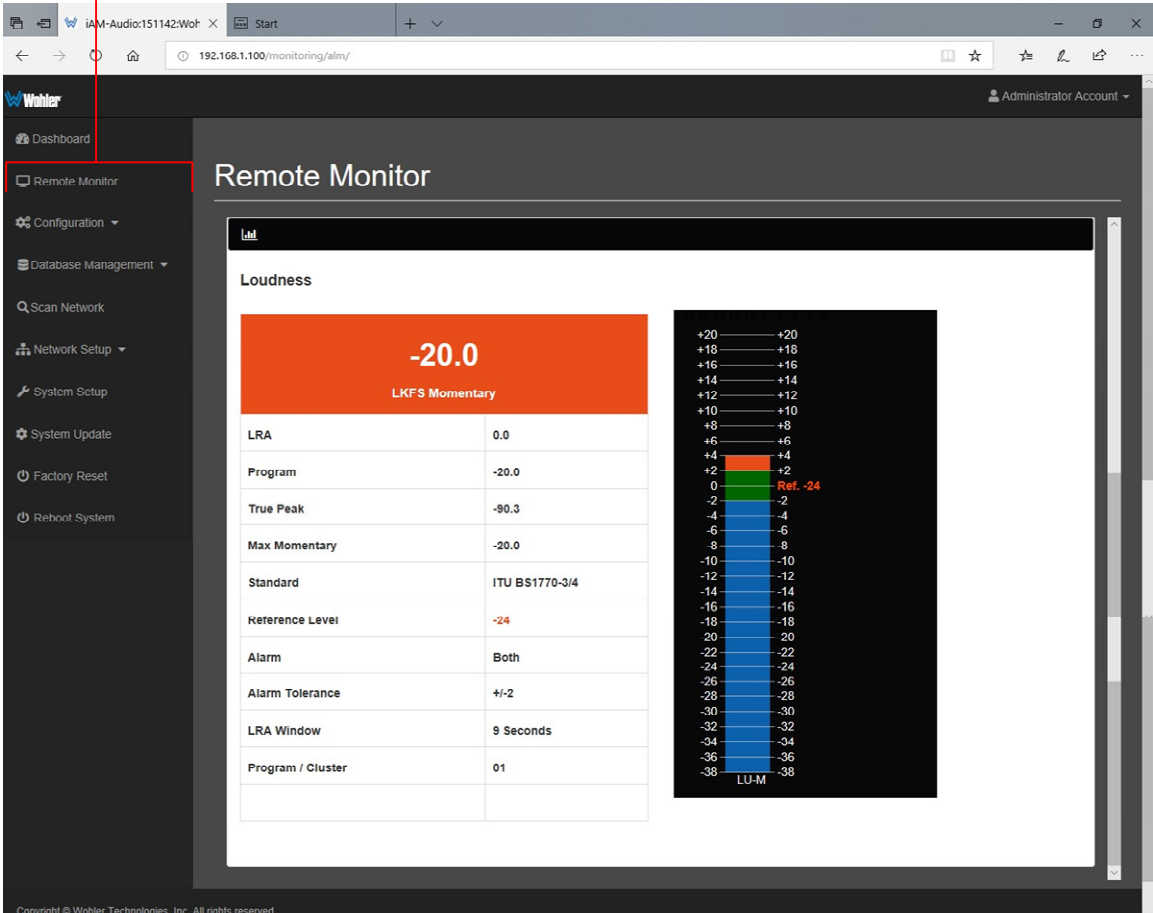 iAM-Audio:151142:Woh
Start
192.168.1.100/monitoring/alm/
Wohler
Administrator Account
Dashboard
Remote Monitor
Configuration
Database Management
Scan Network
Network Setup
System Setup
System Update
Factory Reset
Reboot System
Remote Monitor
Loudness
-20.0
LKFS Momentary
LRA 0.0
Program -20.0
True Peak -90.3
Max Momentary -20.0
Standard ITU BS1770-3/4
Reference Level -24
Alarm Both
Alarm Tolerance +/-2
LRA Window 9 Seconds
Program / Cluster 01
+20 +20
+18 +18
+16 +16
+14 +14
+12 +12
+10 +10
+8 +8
+6 +6
+4 +4
+2 +2
0 Ref. -24
-2 -2
-4 -4
-6 -6
-8 -8
-10 -10
-12 -12
-14 -14
-16 -16
-18 -18
20 20
-22 -22
-24 -24
-26 -26
-28 -28
-30 -30
-32 -32
-34 -34
-36 -36
-38 -38
LU-M
Copyright © Wohler Technologies, Inc. All rights reserved